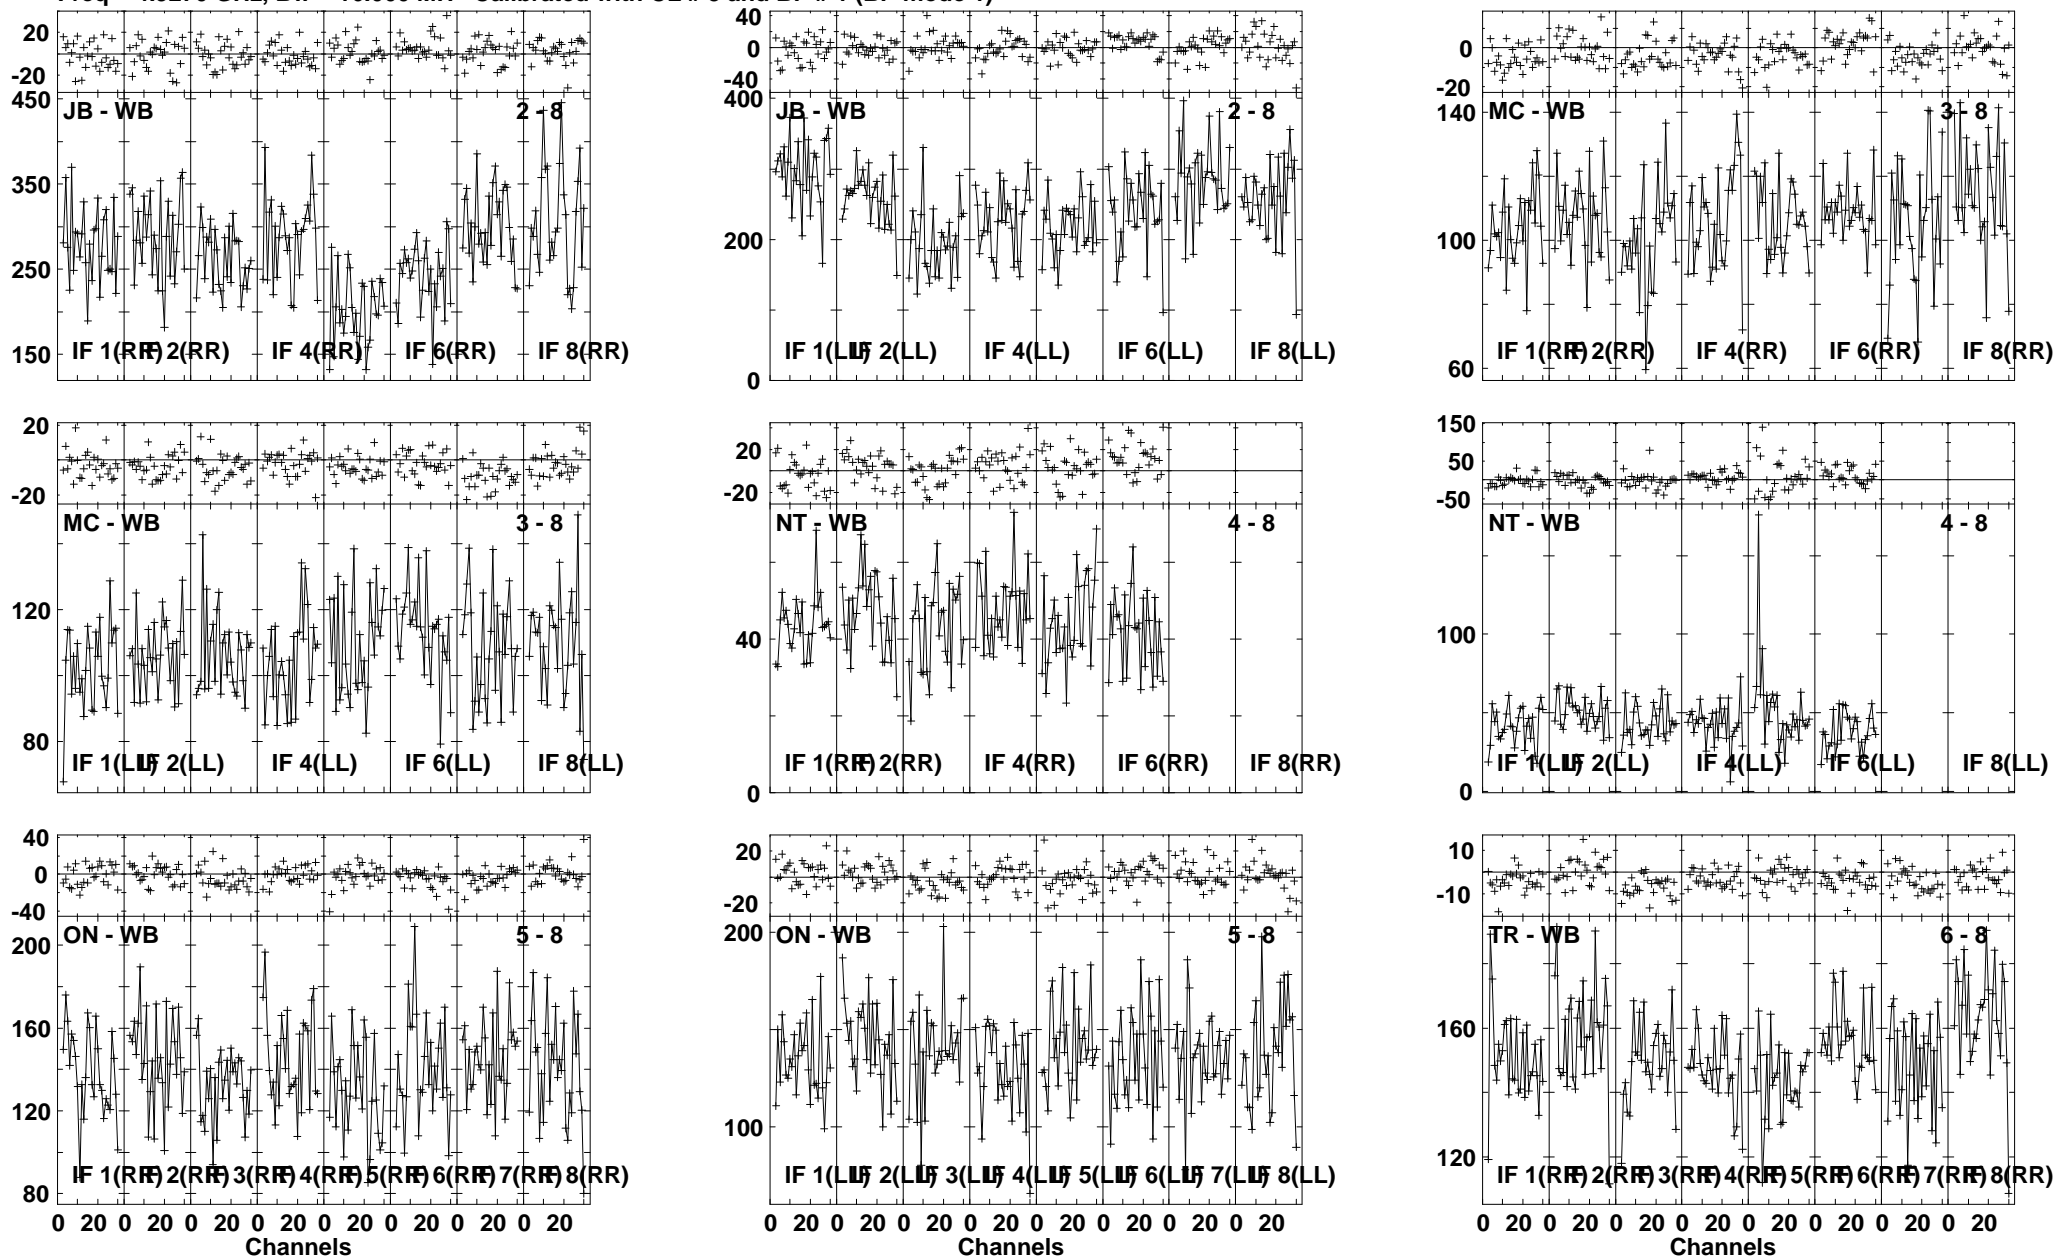 Calibrated with
20
0
-20
450
350
250
150
JB - WB
2 - 8
IF 1(RR)
IF 2(RR)
IF 4(RR)
IF 6(RR)
IF 8(RR)
40
0
-40
400
200
0
JB - WB
2 - 8
IF 1(LL)
IF 2(LL)
IF 4(LL)
IF 6(LL)
IF 8(LL)
0
-20
140
100
60
MC - WB
3 - 8
IF 1(RR)
IF 2(RR)
IF 4(RR)
IF 6(RR)
IF 8(RR)
20
-20
120
80
MC - WB
3 - 8
IF 1(LL)
IF 2(LL)
IF 4(LL)
IF 6(LL)
IF 8(LL)
20
-20
40
0
NT - WB
4 - 8
IF 1(RR)
IF 2(RR)
IF 4(RR)
IF 6(RR)
IF 8(RR)
150
50
-50
100
0
NT - WB
4 - 8
IF 1(LL)
IF 2(LL)
IF 4(LL)
IF 6(LL)
IF 8(LL)
40
0
-40
200
160
120
80
ON - WB
5 - 8
IF 1(RR)
IF 2(RR)
IF 3(RR)
IF 4(RR)
IF 5(RR)
IF 6(RR)
IF 7(RR)
IF 8(RR)
0 20 0 20 0 20 0 20 0 20 0 20 0 20 0 20
Channels
20
-20
200
100
ON - WB
5 - 8
IF 1(LL)
IF 2(LL)
IF 3(LL)
IF 4(LL)
IF 5(LL)
IF 6(LL)
IF 7(LL)
IF 8(LL)
0 20 0 20 0 20 0 20 0 20 0 20 0 20 0 20
Channels
10
-10
160
120
TR - WB
6 - 8
IF 1(RR)
IF 2(RR)
IF 3(RR)
IF 4(RR)
IF 5(RR)
IF 6(RR)
IF 7(RR)
IF 8(RR)
0 20 0 20 0 20 0 20 0 20 0 20 0 20 0 20
Channels